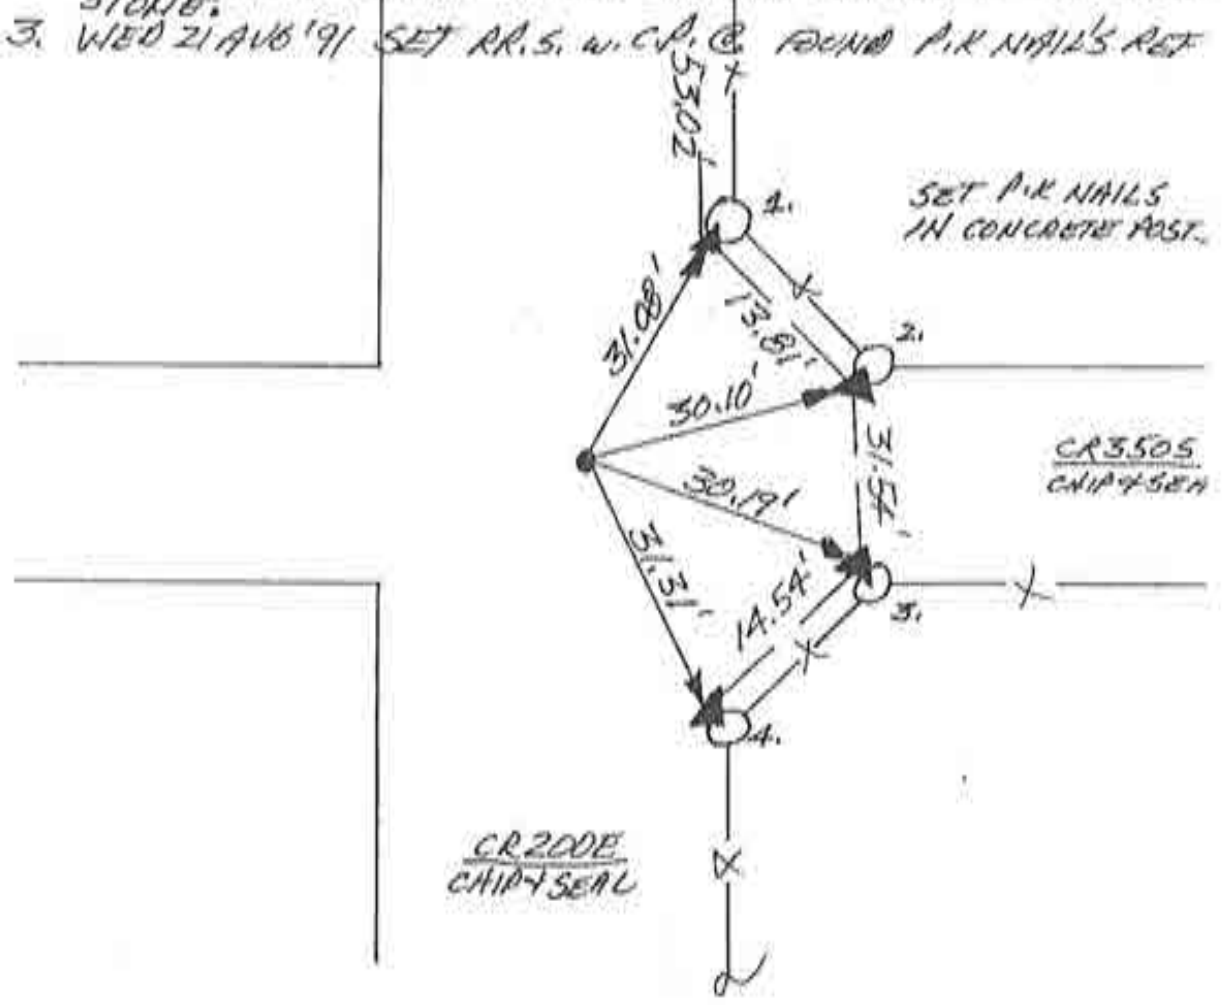 STONE.
3. WED 21 AUG '91 SET RR.S. w. C.P. @ FOUND P.K NAILS REF
53.02'
1.
SET P.K NAILS
IN CONCRETE POST.
31.08'
13.81'
2.
30.10'
CR350S
CHIP & SEA
31.54'
30.19'
31.31'
14.54'
3.
4.
CR200E
CHIP & SEAL